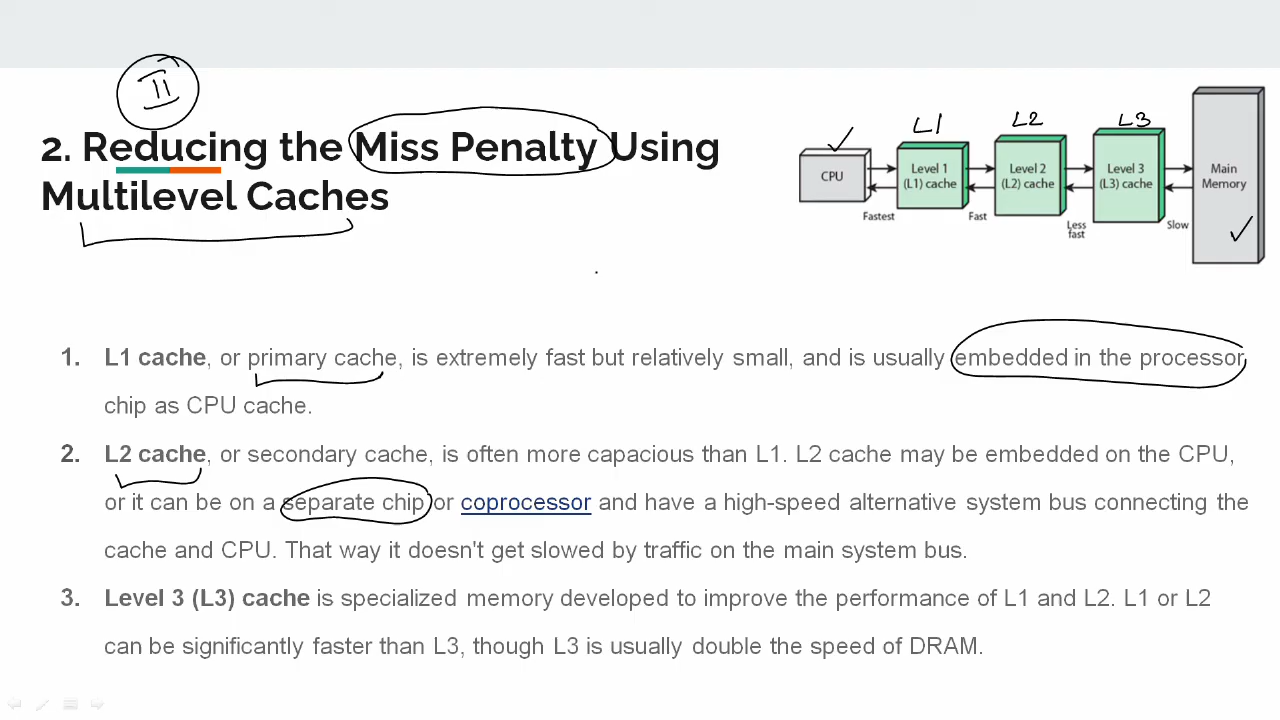 II
2. Reducing the Miss Penalty Using
Multilevel Caches
L1
L2
L3
CPU
Level 1
(L1) cache
Level 2
(L2) cache
Level 3
(L3) cache
Main
Memory
Fastest
Fast
Less
fast
Slow
1. L1 cache, or primary cache, is extremely fast but relatively small, and is usually embedded in the processor
chip as CPU cache.
2. L2 cache, or secondary cache, is often more capacious than L1. L2 cache may be embedded on the CPU,
or it can be on a separate chip or coprocessor and have a high-speed alternative system bus connecting the
cache and CPU. That way it doesn't get slowed by traffic on the main system bus.
3. Level 3 (L3) cache is specialized memory developed to improve the performance of L1 and L2. L1 or L2
can be significantly faster than L3, though L3 is usually double the speed of DRAM.